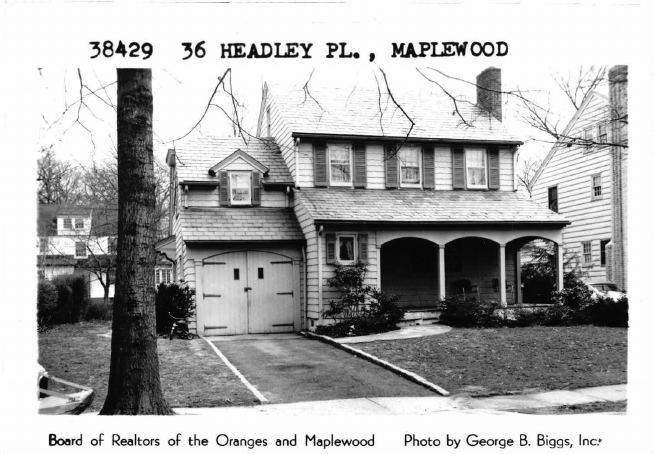 38429 36 HEADLEY PL., MAPLEWOOD
Board of Realtors of the Oranges and Maplewood Photo by George B. Biggs, Inc.